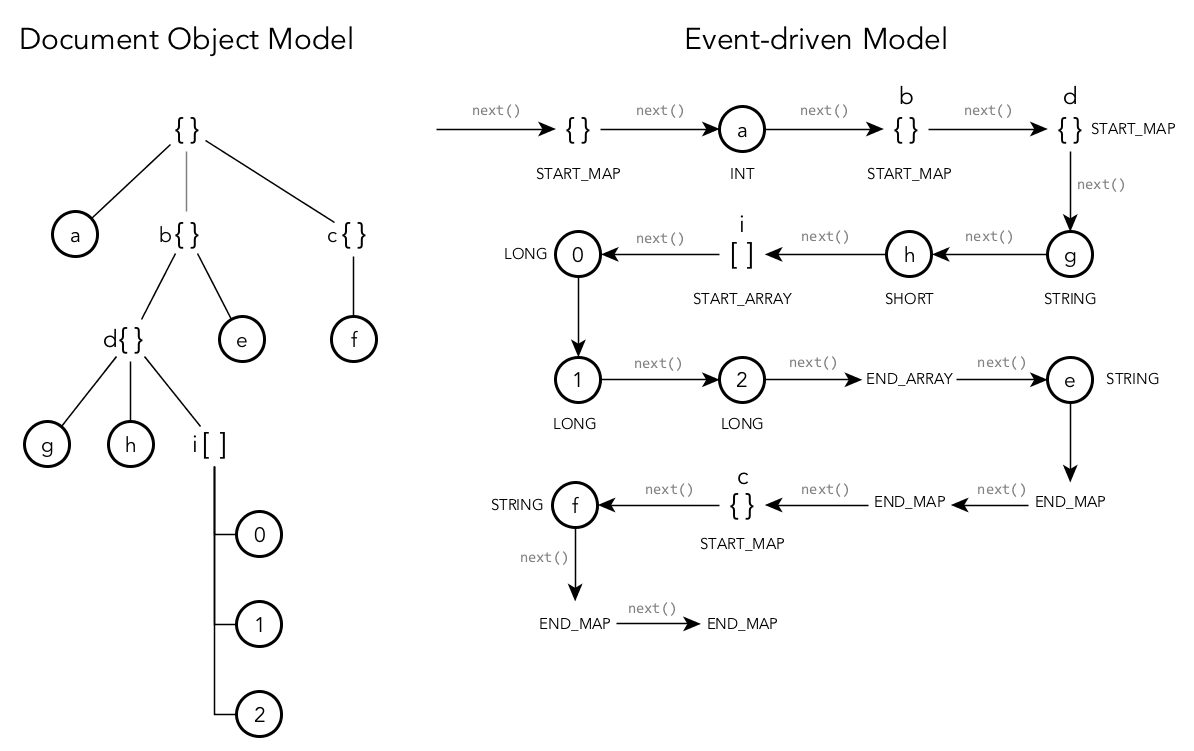 Document Object Model
{}
a
b{}
c{}
d{}
e
f
g
h
i[ ]
0
1
2
Event-driven Model
next()
{}
START_MAP
next()
a
INT
next()
b
{}
START_MAP
next()
d
{} START_MAP
next()
g
STRING
next()
h
SHORT
next()
i
[ ]
START_ARRAY
next()
LONG 0
1
LONG
next()
2
LONG
next()
END_ARRAY
next()
e STRING
END_MAP
next()
END_MAP
next()
c
{}
START_MAP
next()
STRING f
next()
END_MAP
next()
END_MAP